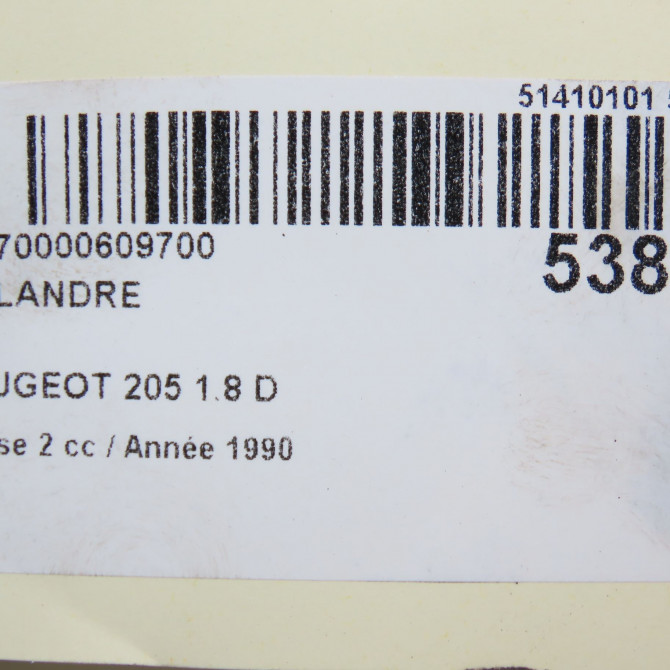 51410101
70000609700
538
LANDRE
UGEOT 205 1.8 D
se 2 cc / Année 1990